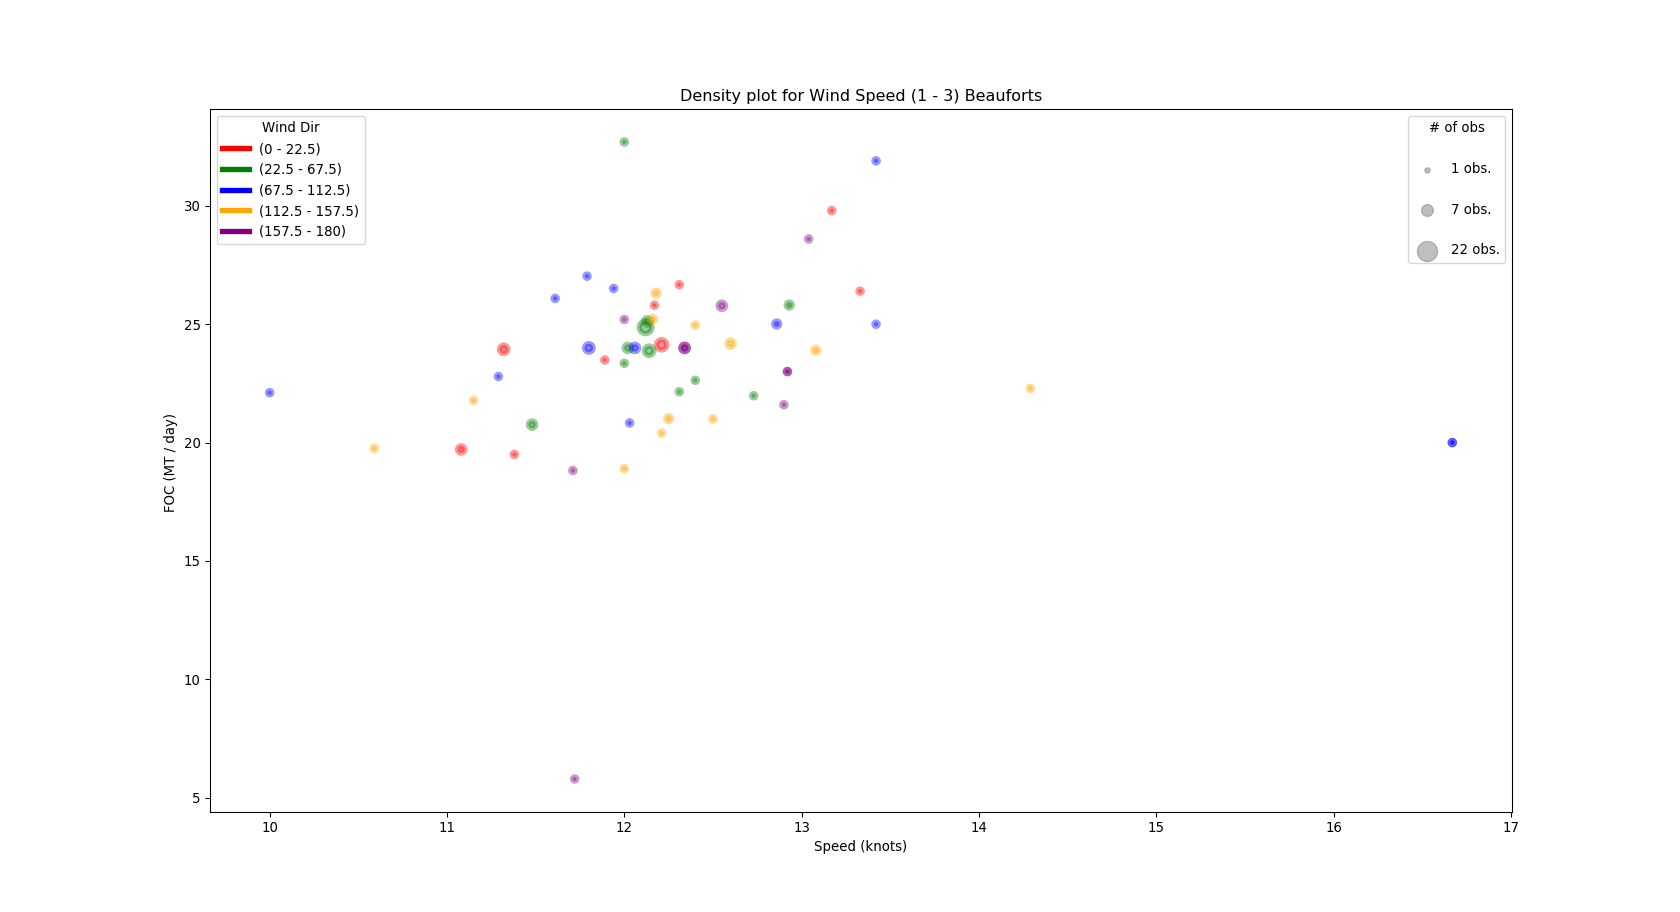 Density plot for Wind Speed (1 - 3) Beauforts
Wind Dir
(0 - 22.5)
(22.5 - 67.5)
(67.5 - 112.5)
(112.5 - 157.5)
(157.5 - 180)
# of obs
1 obs.
7 obs.
22 obs.
FOC (MT / day)
30
25
20
15
10
5
10 11 12 13 14 15 16 17
Speed (knots)